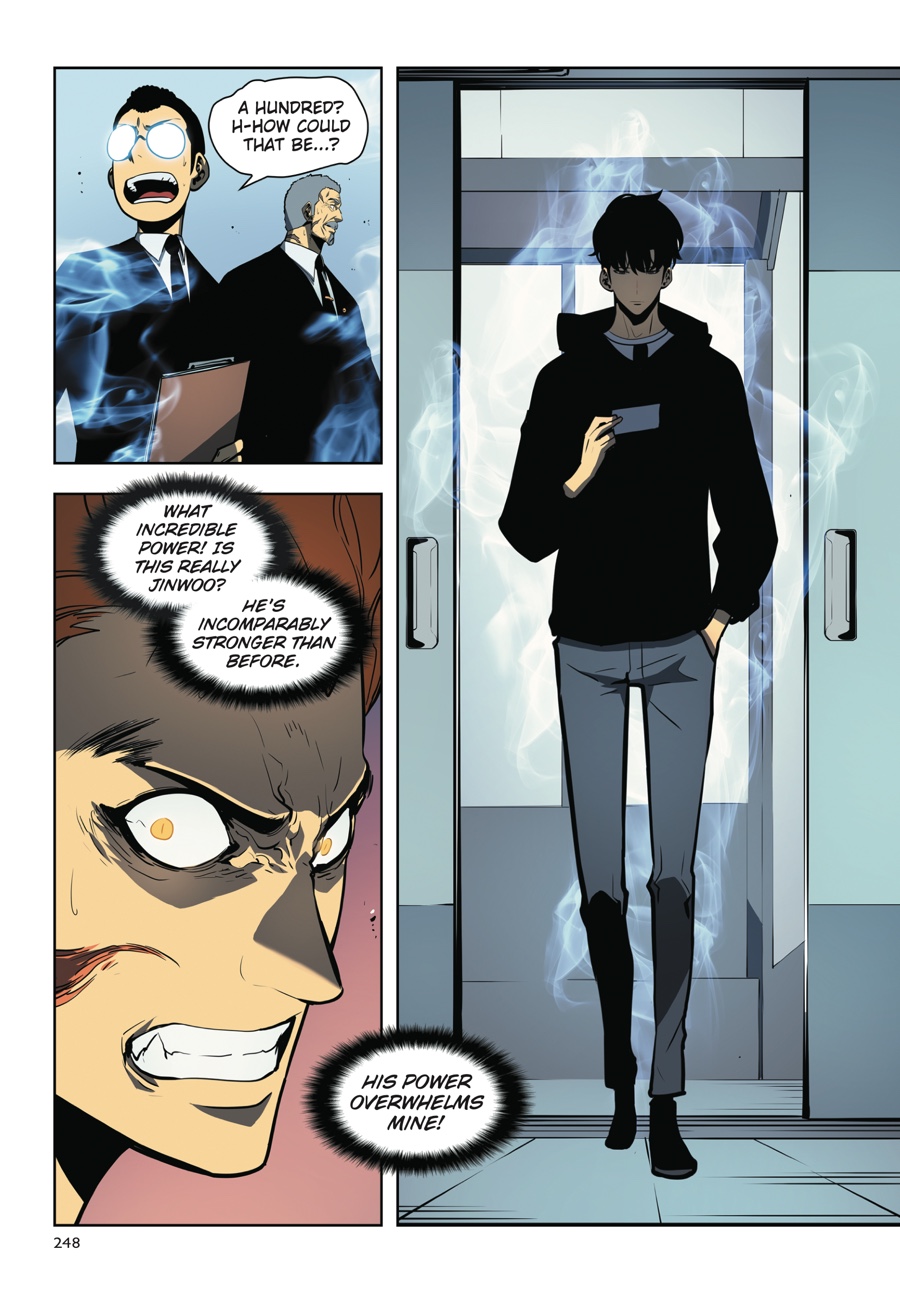 A HUNDRED?
H-HOW COULD
THAT BE...?
WHAT
INCREDIBLE
POWER! IS
THIS REALLY
JINWOO?
HE'S
INCOMPARABLY
STRONGER THAN
BEFORE.
HIS POWER
OVERWHELMS
MINE!
248